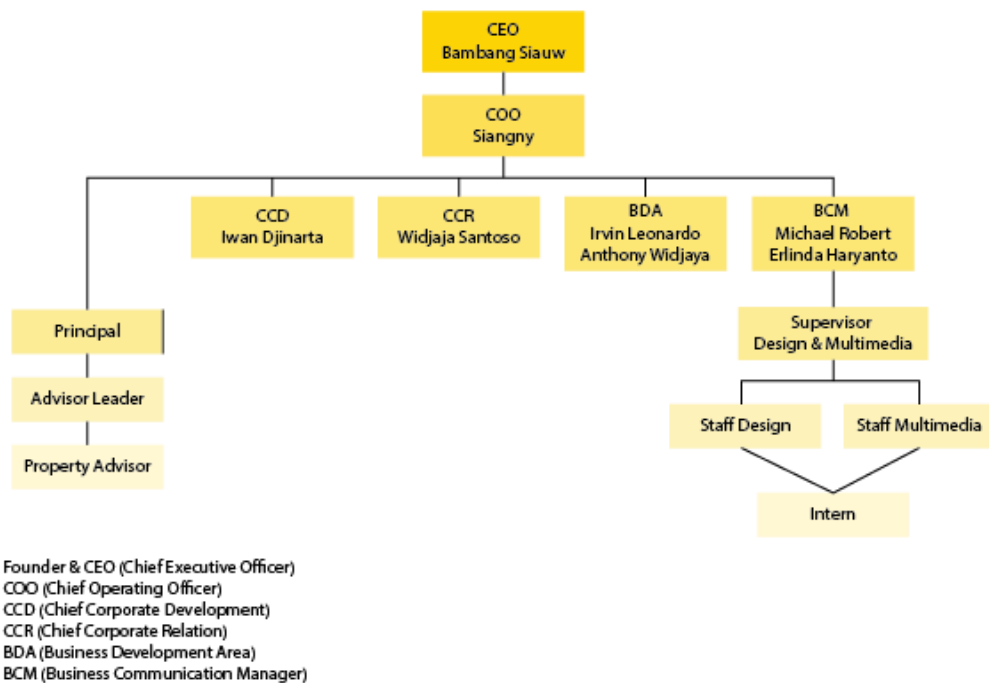 CEO
Bambang Siauw
COO
Siangny
CCD
Iwan Djinarta
CCR
Widjaja Santoso
BDA
Irvin Leonardo
Anthony Widjaya
BCM
Michael Robert
Erlinda Haryanto
Principal
Supervisor
Design & Multimedia
Advisor Leader
Staff Design
Staff Multimedia
Property Advisor
Intern
Founder & CEO (Chief Executive Officer)
COO (Chief Operating Officer)
CCD (Chief Corporate Development)
CCR (Chief Corporate Relation)
BDA (Business Development Area)
BCM (Business Communication Manager)